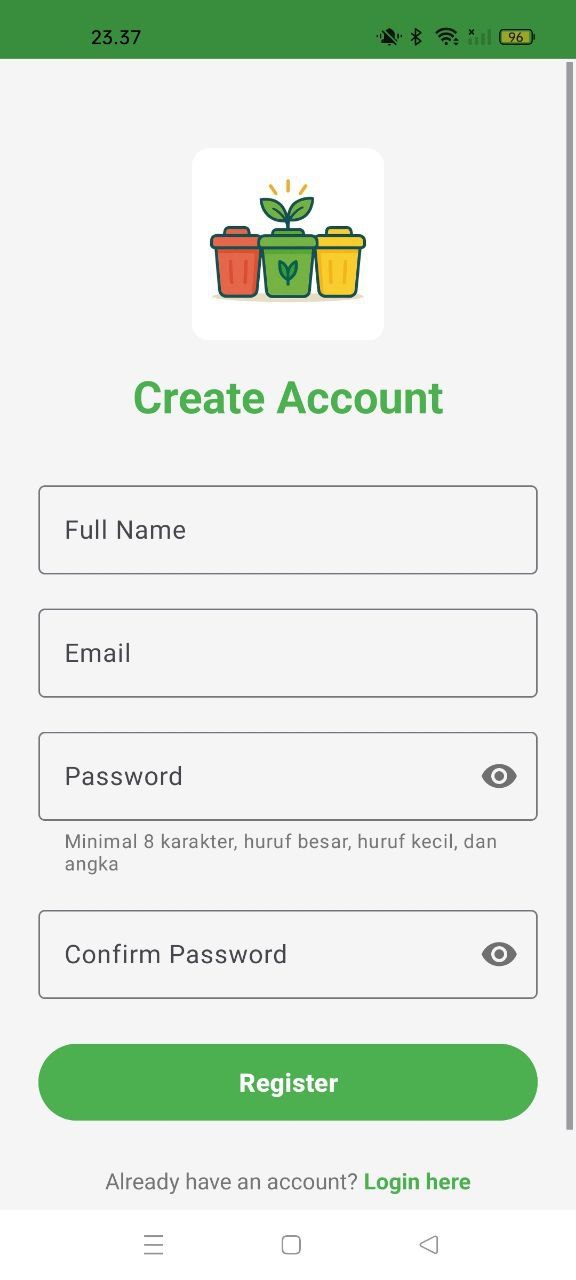 23.37
96
Create Account
Full Name
Email
Password
Minimal 8 karakter, huruf besar, huruf kecil, dan
angka
Confirm Password
Register
Already have an account? Login here